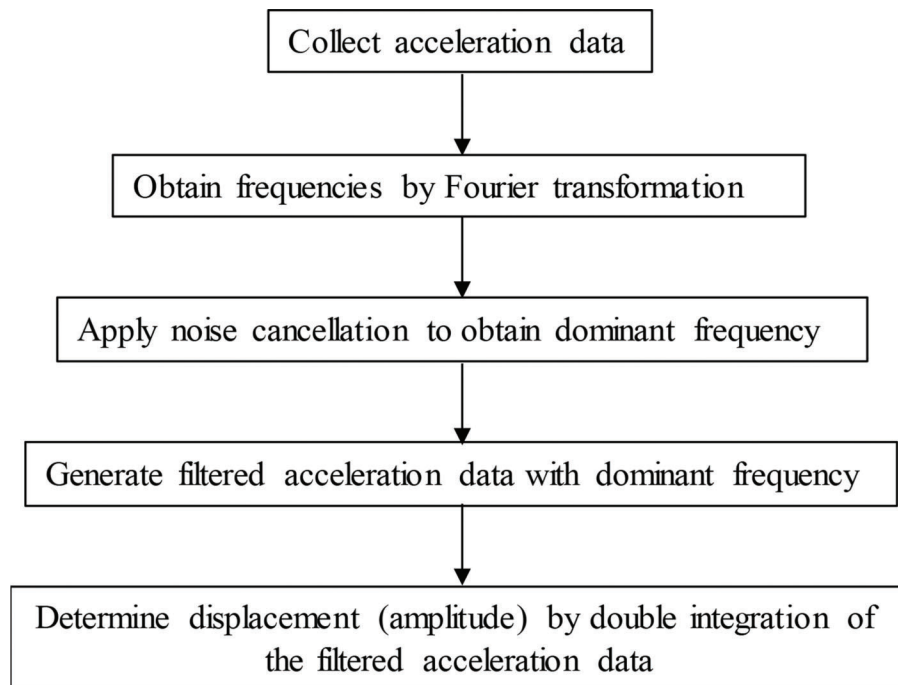 Collect acceleration data
Obtain frequencies by Fourier transformation
Apply noise cancellation to obtain dominant frequency
Generate filtered acceleration data with dominant frequency
Determine displacement (amplitude) by double integration of
the filtered acceleration data